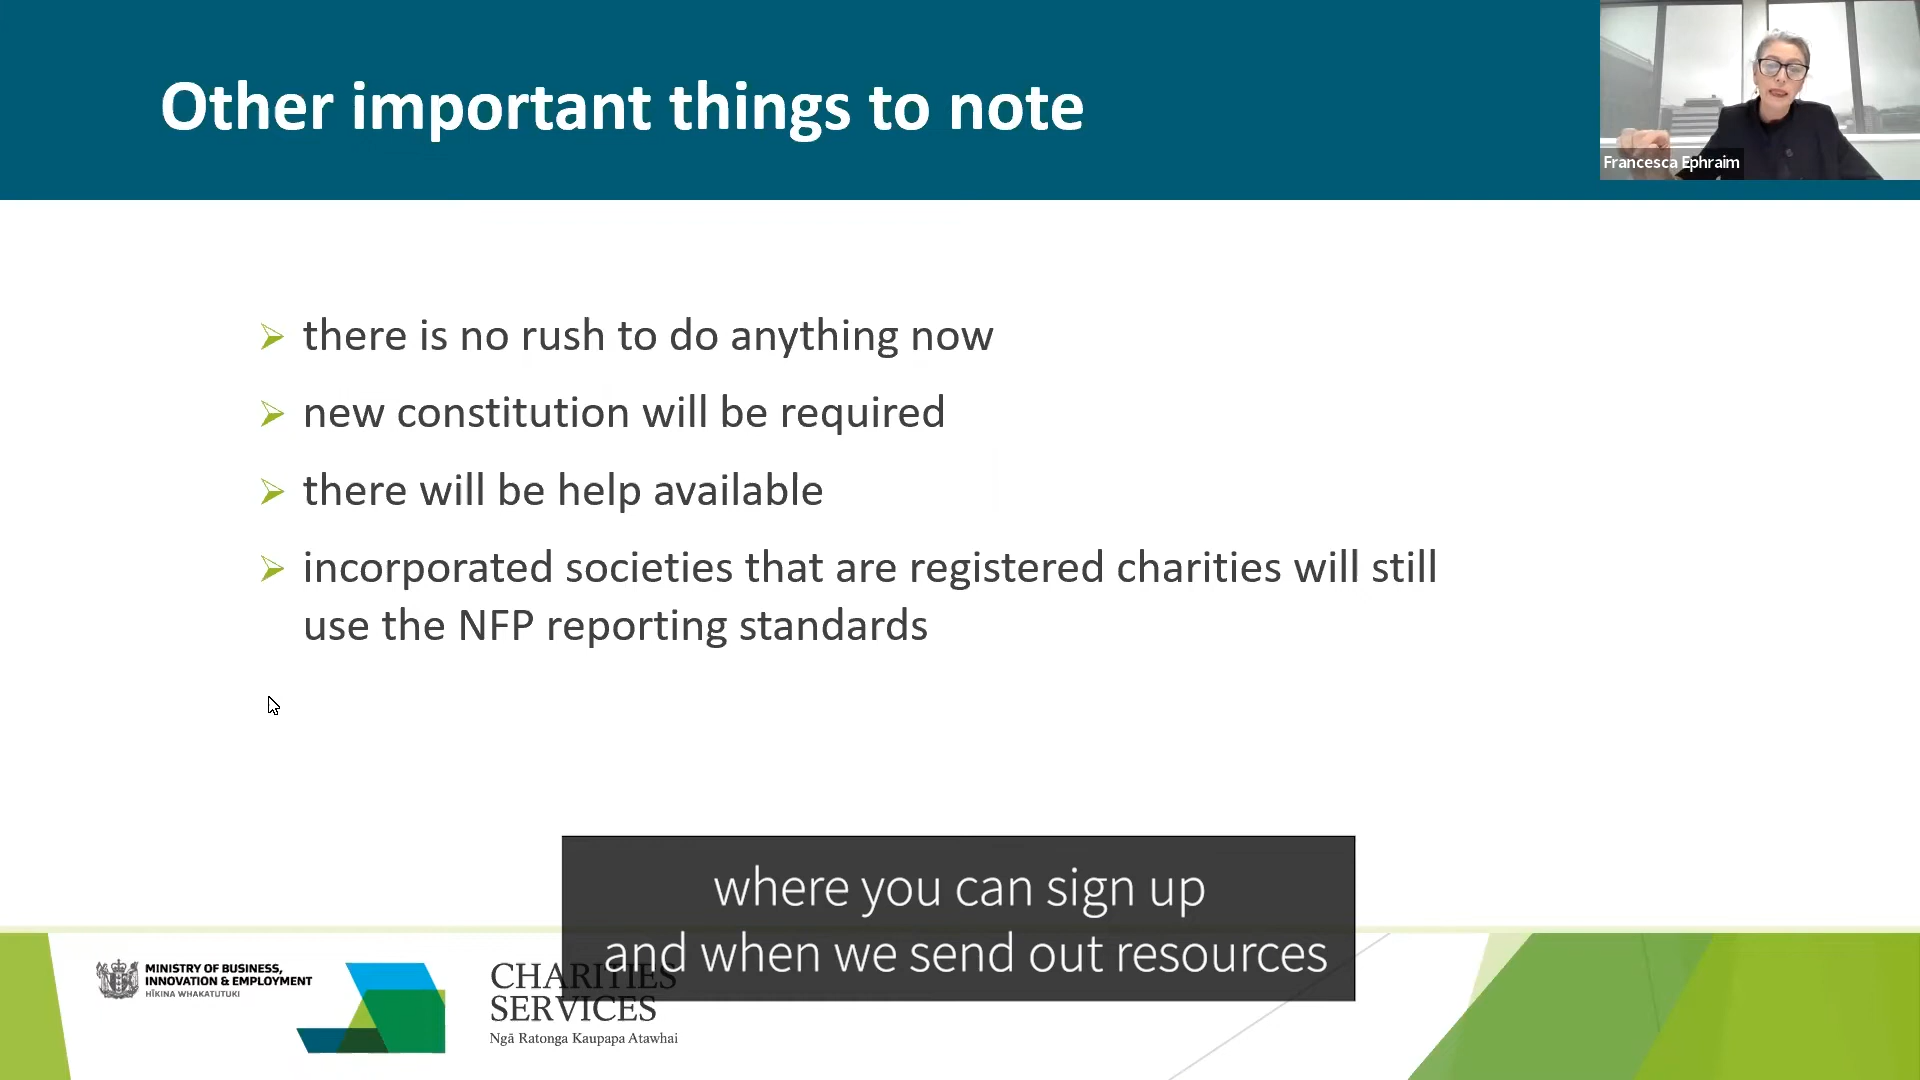 Other important things to note
Francesca Ephraim
there is no rush to do anything now
new constitution will be required
there will be help available
incorporated societies that are registered charities will still
use the NFP reporting standards
where you can sign up
and when we send out resources
MINISTRY OF BUSINESS,
INNOVATION & EMPLOYMENT
HĪKINA WHAKATUTUKI
CHARITIES
SERVICES
Ngā Ratonga Kaupapa Atawhai